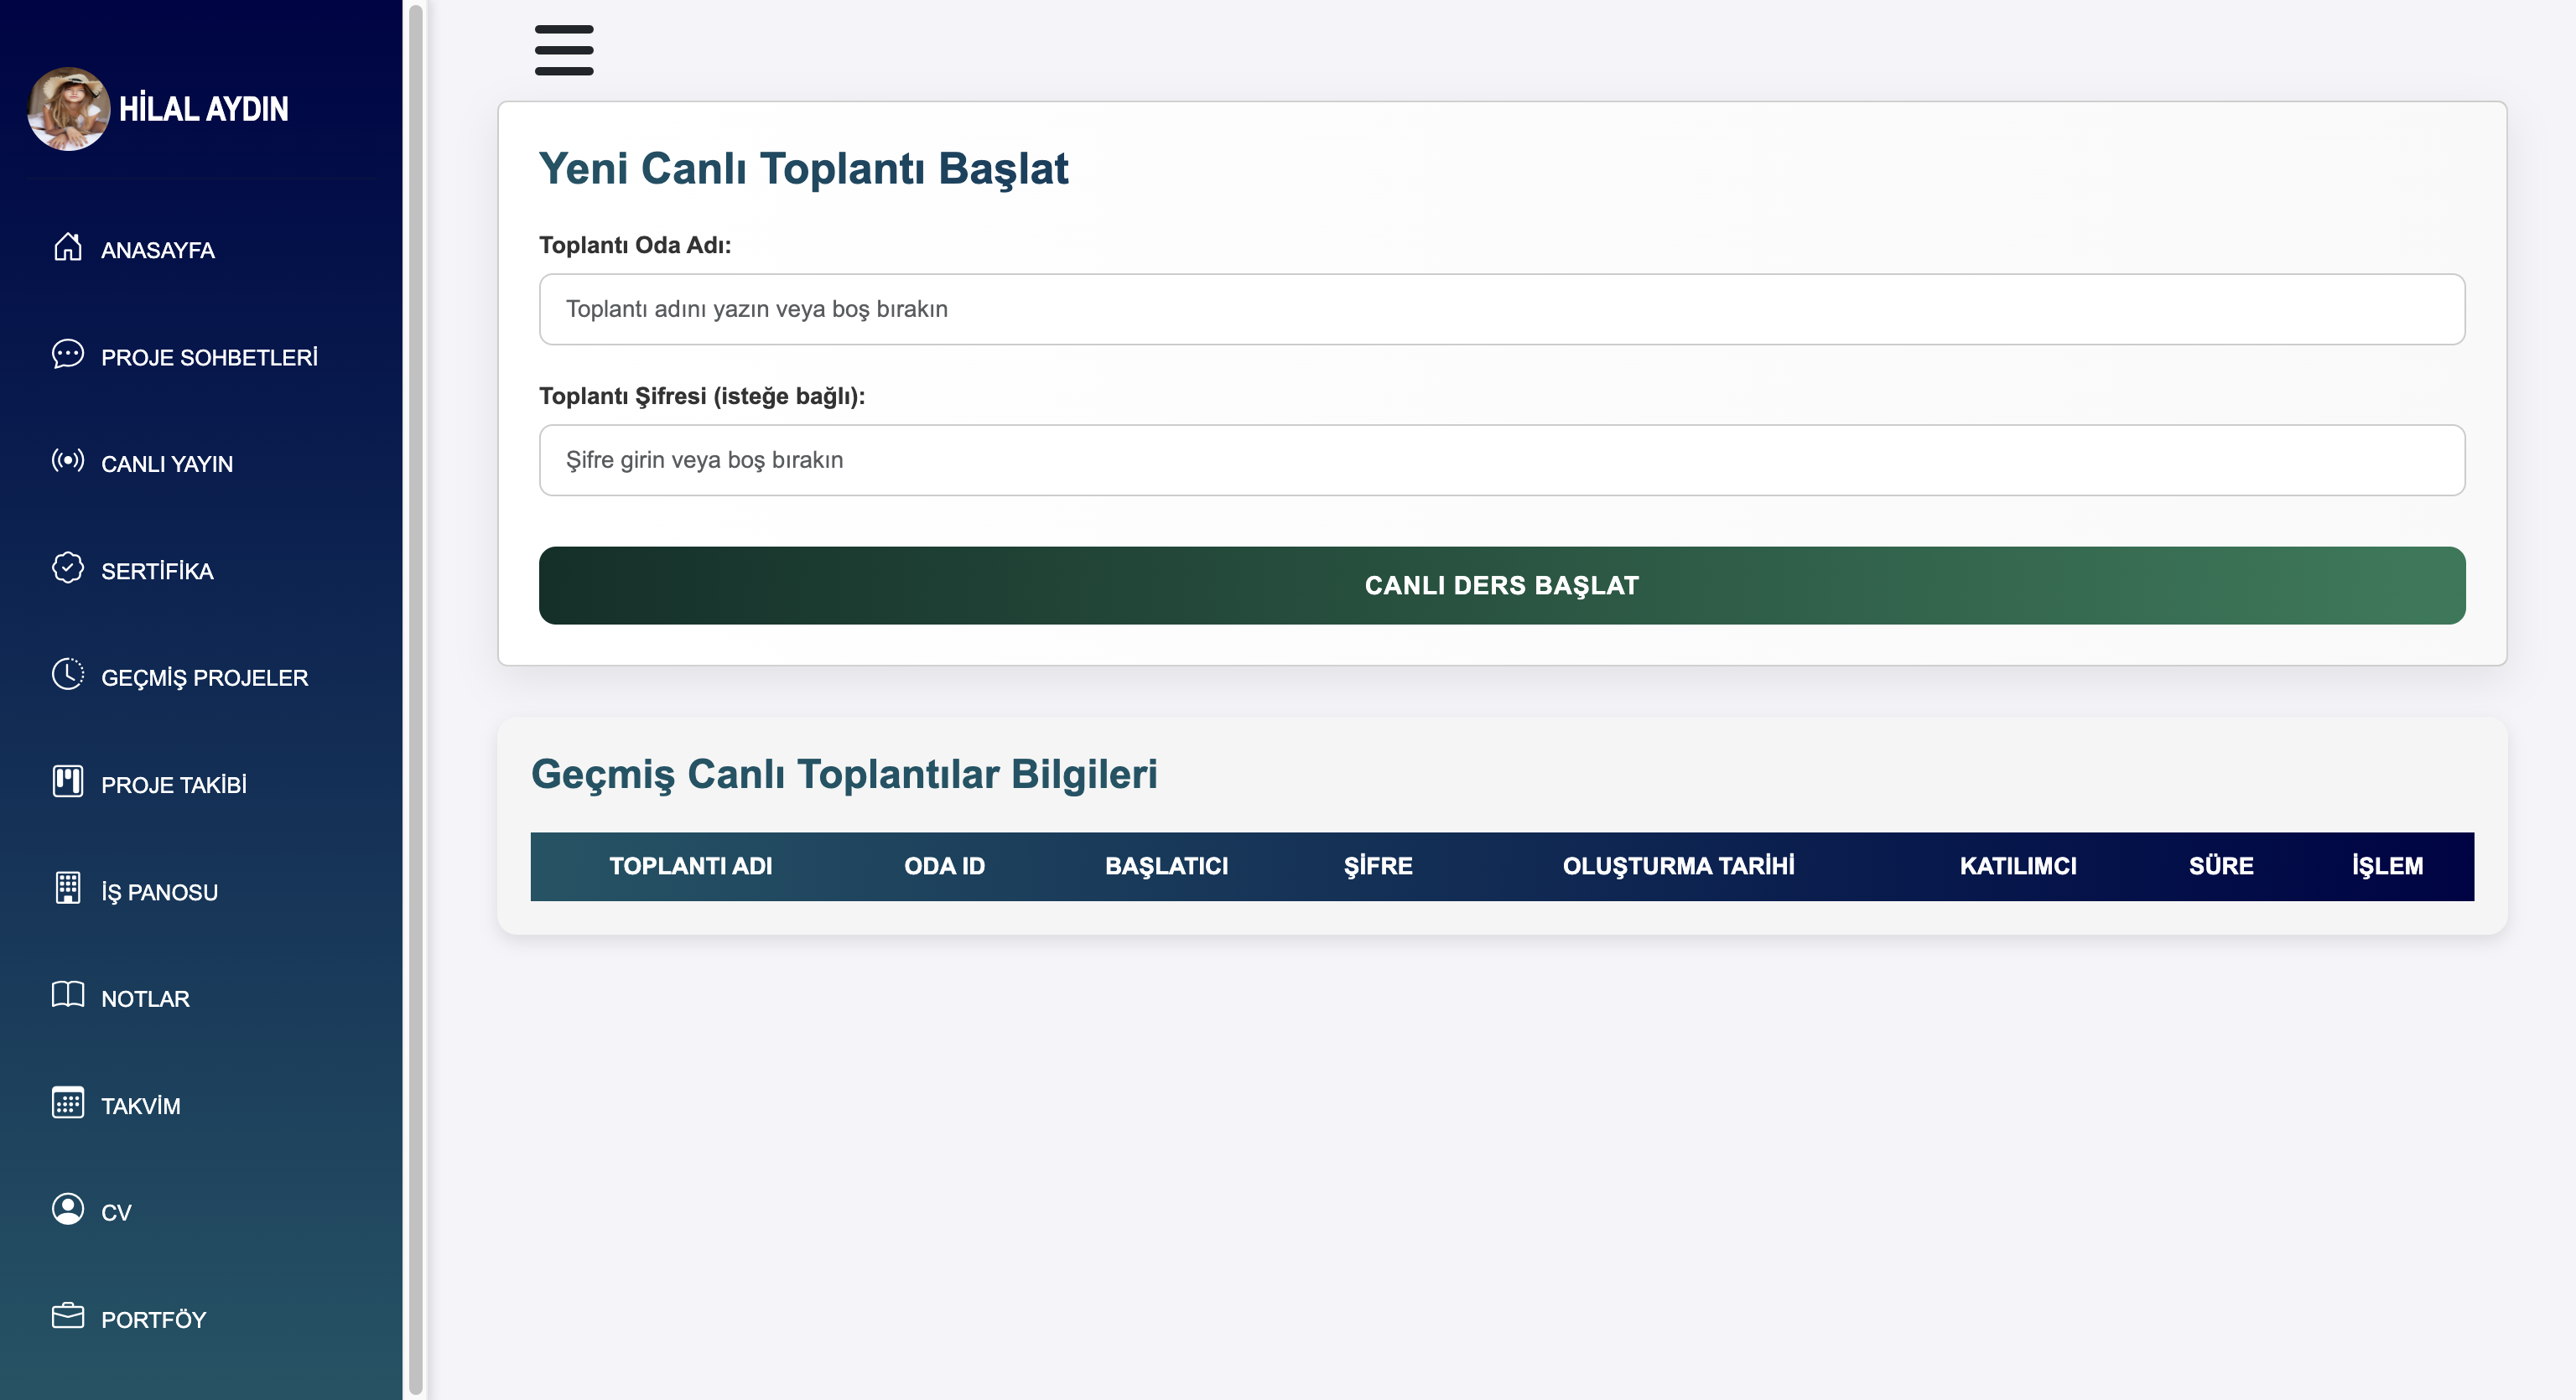 HİLAL AYDIN
ANASAYFA
PROJE SOHBETLERİ
CANLI YAYIN
SERTİFİKA
GEÇMİŞ PROJELER
PROJE TAKİBİ
İŞ PANOSU
NOTLAR
TAKVİM
CV
PORTFÖY
Yeni Canlı Toplantı Başlat
Toplantı Oda Adı:
Toplantı adını yazın veya boş bırakın
Toplantı Şifresi (isteğe bağlı):
Şifre girin veya boş bırakın
CANLI DERS BAŞLAT
Geçmiş Canlı Toplantılar Bilgileri
TOPLANTI ADI ODA ID BAŞLATICI ŞİFRE OLUŞTURMA TARİHİ KATILIMCI SÜRE İŞLEM